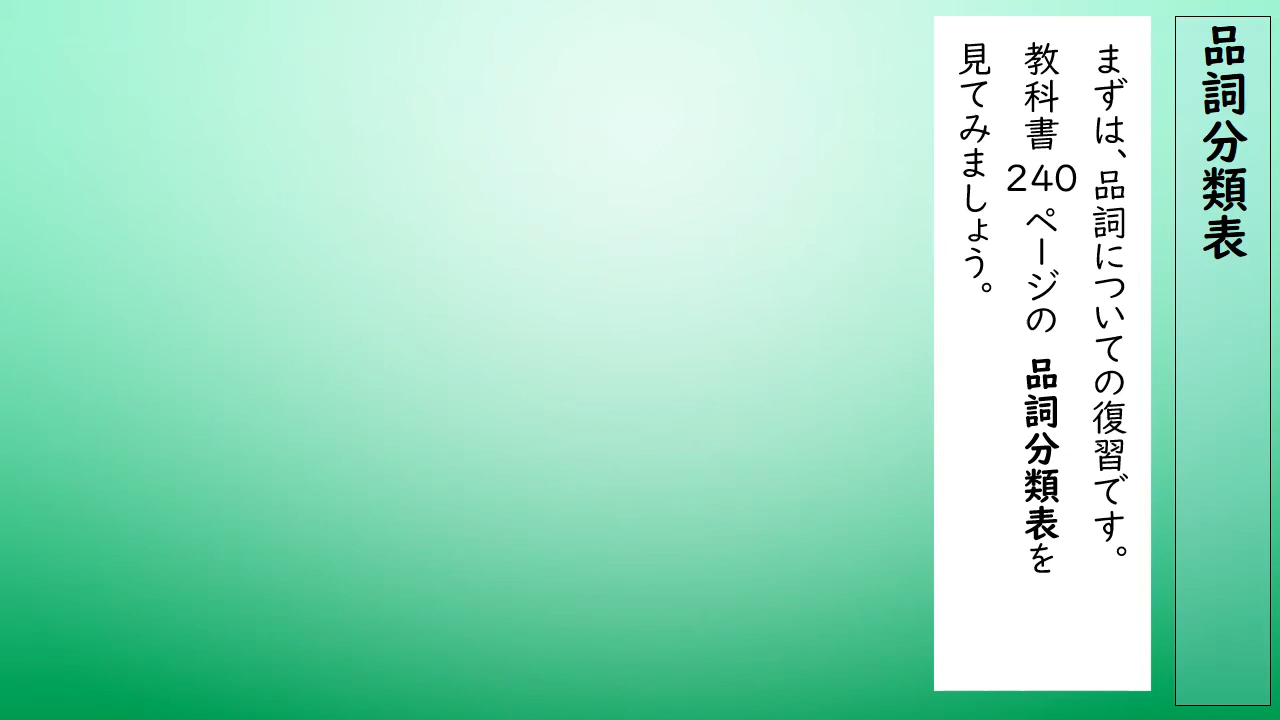 品詞分類表
まずは、品詞についての復習です。
教科書240ページの 品詞分類表を
見てみましょう。